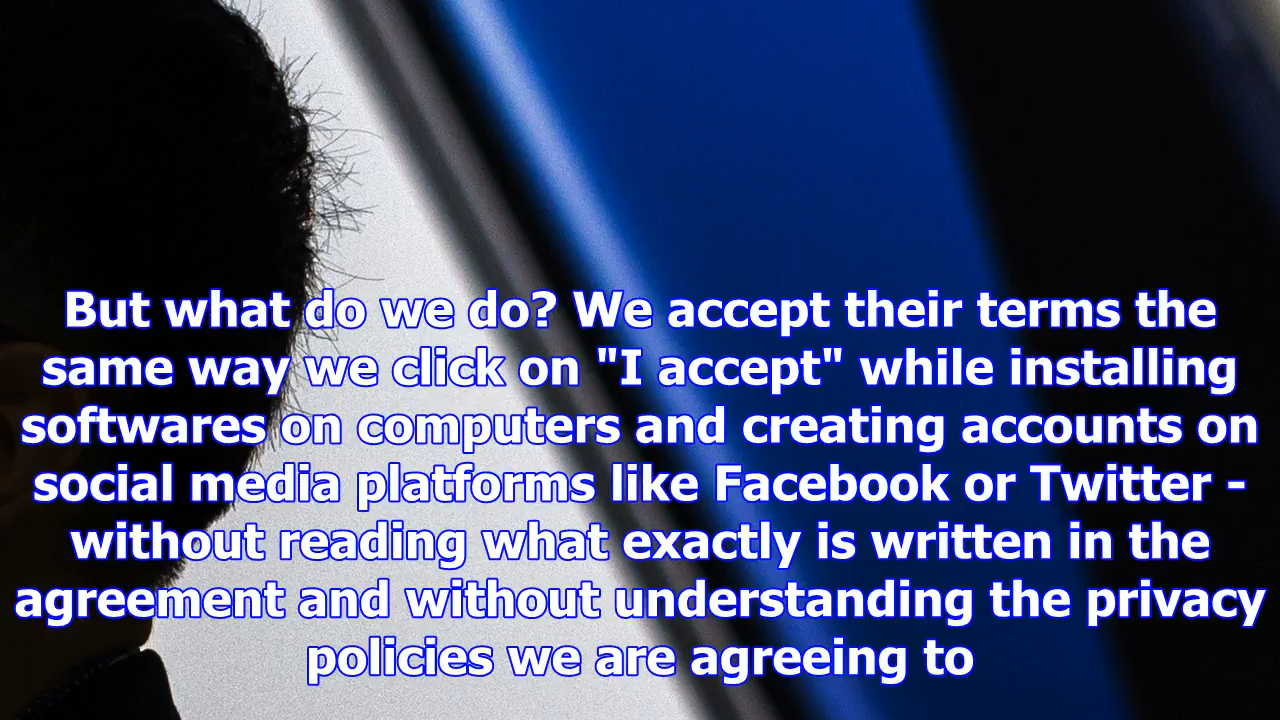 But what do we do? We accept their terms the
same way we click on "I accept" while installing
softwares on computers and creating accounts on
social media platforms like Facebook or Twitter -
without reading what exactly is written in the
agreement and without understanding the privacy
policies we are agreeing to